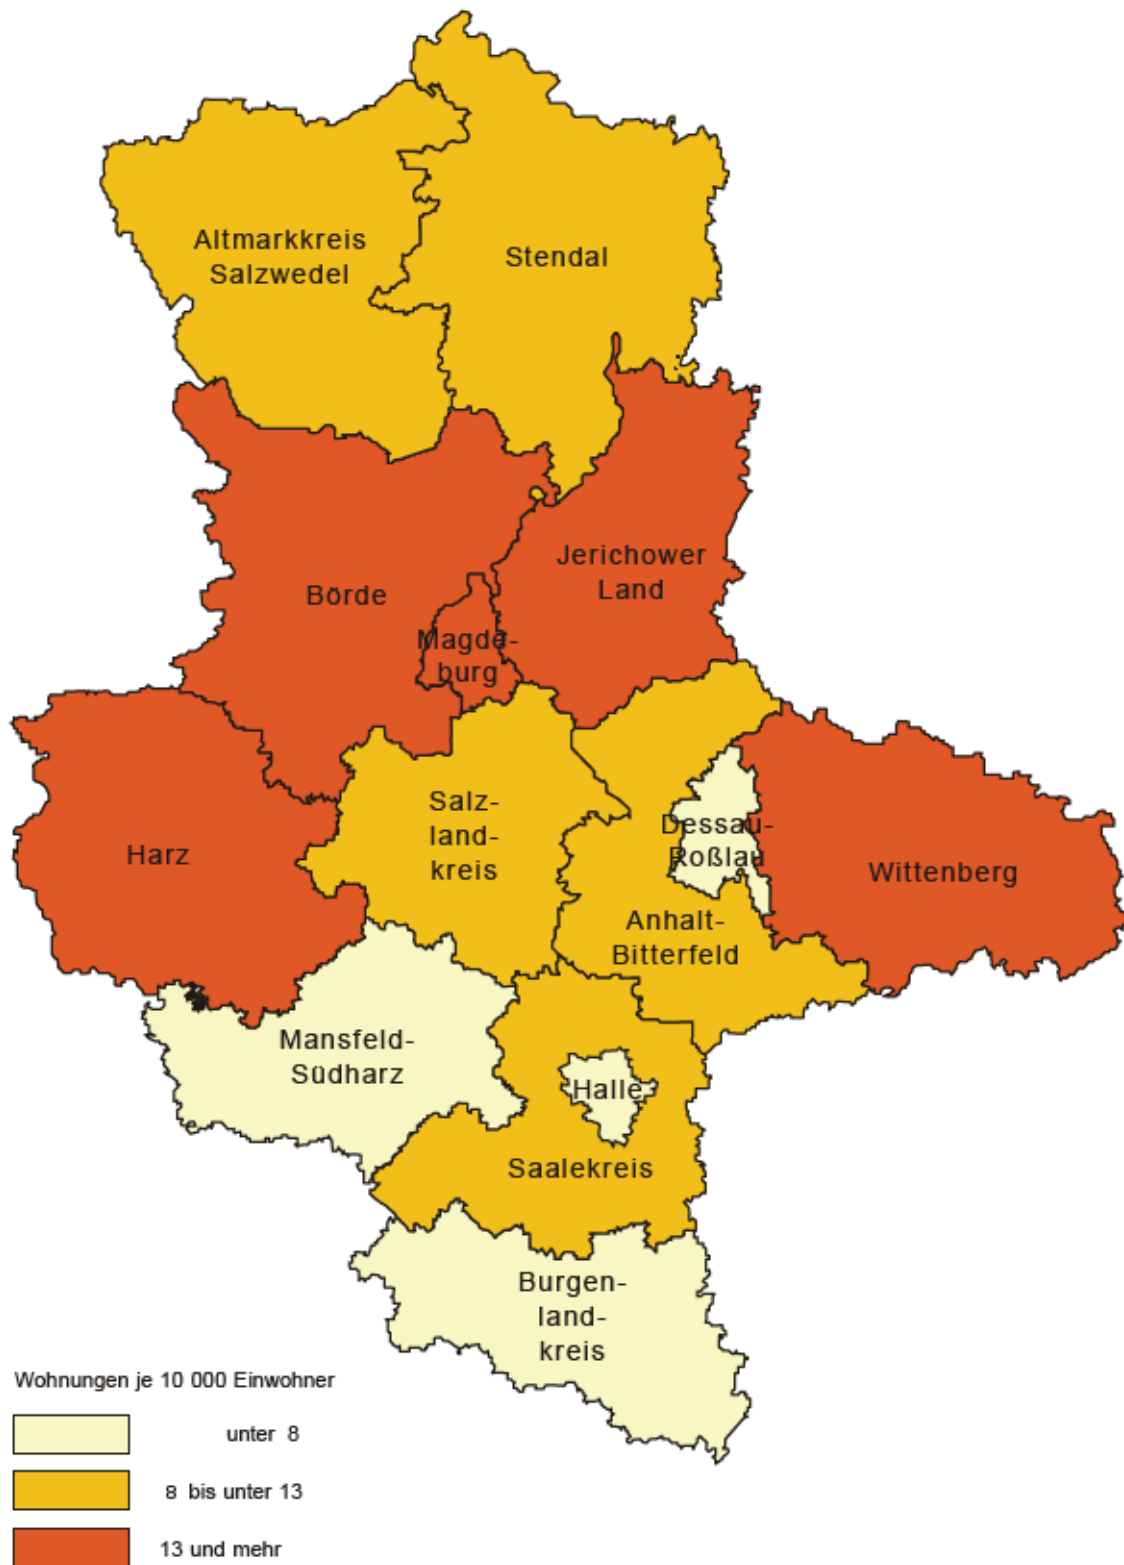 Altmarkkreis
Salzwedel
Stendal
Jerichower
Land
Börde
Magde-
burg
Salz-
land-
kreis
Harz
Dessau-
Roßlau
Wittenberg
Anhalt-
Bitterfeld
Mansfeld-
Südharz
Halle
Saalekreis
Burgen-
land-
kreis
Wohnungen je 10 000 Einwohner
unter 8
8 bis unter 13
13 und mehr